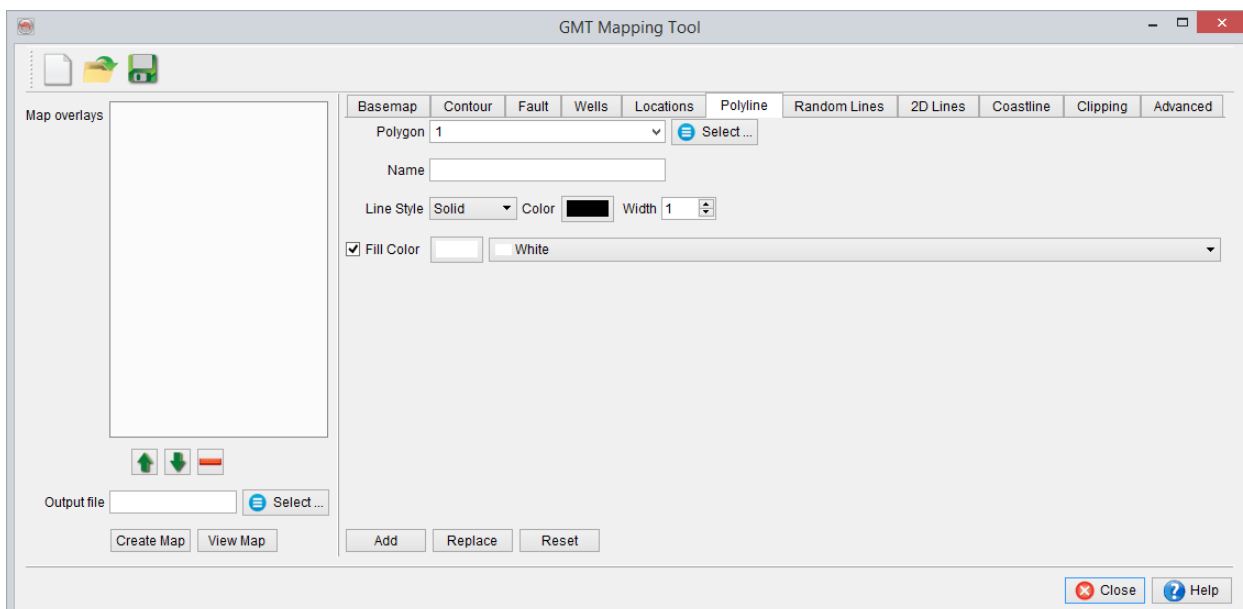 GMT Mapping Tool
Map overlays
Basemap Contour Fault Wells Locations Polyline Random Lines 2D Lines Coastline Clipping Advanced
Polygon 1 Select ...
Name
Line Style Solid Color Width 1
Fill Color White
Output file Select ...
Create Map View Map
Add Replace Reset
Close Help